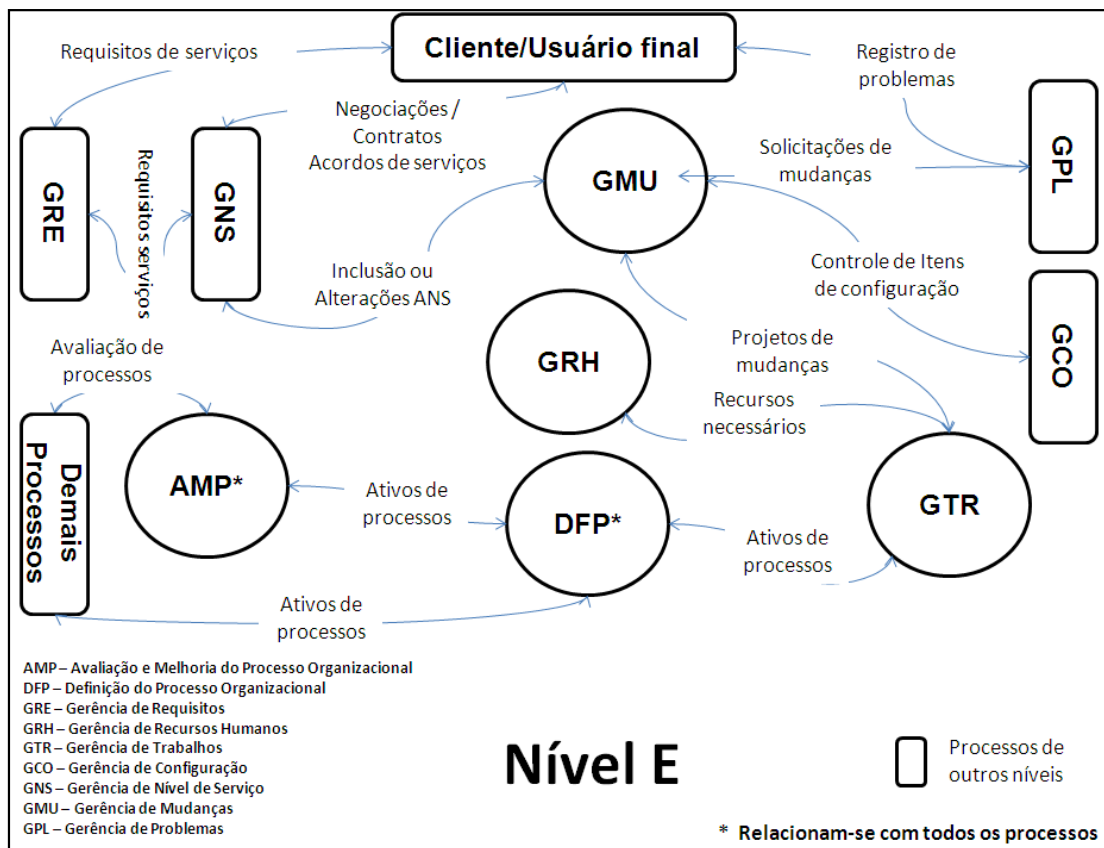 Cliente/Usuário final
Requisitos de serviços
Registro de
problemas
Negociações /
Contratos
Acordos de serviços
GRE
Requisitos serviços
GNS
GMU
Solicitações de
mudanças
GPL
Inclusão ou
Alterações ANS
Controle de Itens
de configuração
GCO
Avaliação de
processos
GRH
Projetos de
mudanças
Recursos
necessários
Demais
Processos
AMP*
Ativos de
processos
DFP*
Ativos de
processos
GTR
Ativos de
processos
AMP – Avaliação e Melhoria do Processo Organizacional
DFP – Definição do Processo Organizacional
GRE – Gerência de Requisitos
GRH – Gerência de Recursos Humanos
GTR – Gerência de Trabalhos
GCO – Gerência de Configuração
GNS – Gerência de Nível de Serviço
GMU – Gerência de Mudanças
GPL – Gerência de Problemas
Nível E
Processos de
outros níveis
* Relacionam-se com todos os processos